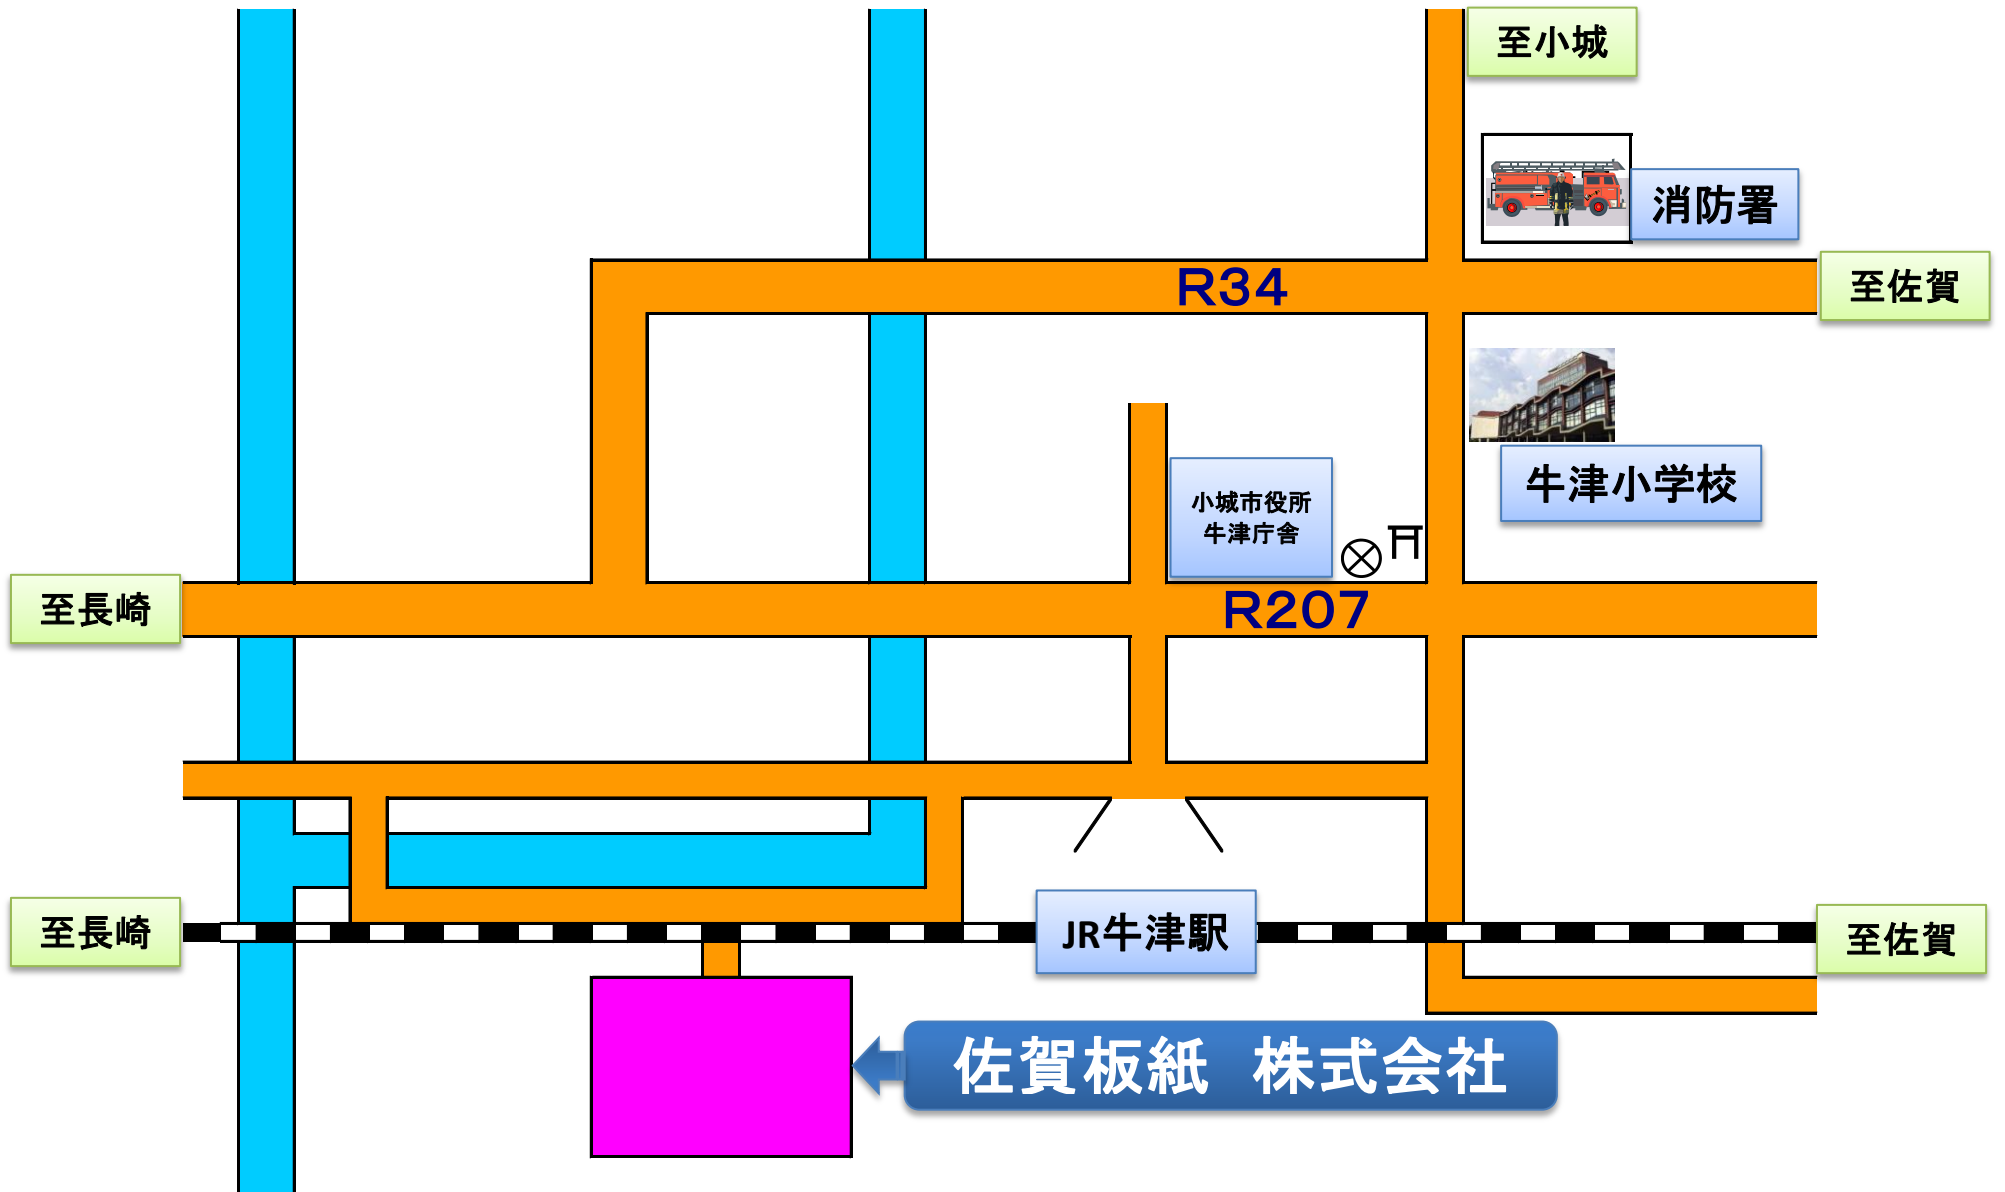 至小城
消防署
R34
至佐賀
牛津小学校
小城市役所
牛津庁舎
至長崎
R207
至長崎
JR牛津駅
至佐賀
佐賀板紙　株式会社